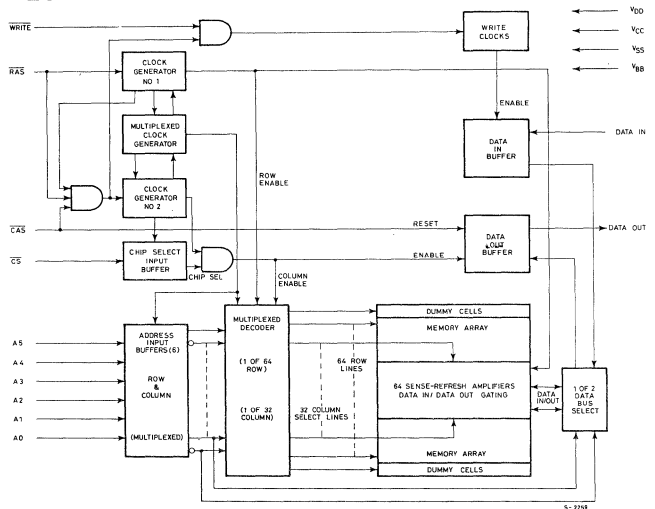 WRITE
RAS
CAS
CS
A5
A4
A3
A2
A1
A0
CLOCK
GENERATOR
NO 1
MULTIPLEXED
CLOCK
GENERATOR
CLOCK
GENERATOR
NO 2
CHIP SELECT
INPUT
BUFFER
CHIP SEL
WRITE
CLOCKS
VDD
VCC
VSS
VBB
ENABLE
DATA
IN
BUFFER
DATA IN
ROW
ENABLE
RESET
DATA
OUT
BUFFER
DATA OUT
ENABLE
COLUMN
ENABLE
ADDRESS
INPUT
BUFFERS(6)
ROW
&
COLUMN
(MULTIPLEXED)
MULTIPLEXED
DECODER
(1 OF 64
ROW)
(1 OF 32
COLUMN)
64 ROW
LINES
32 COLUMN
SELECT LINES
DUMMY CELLS
MEMORY ARRAY
64 SENSE-REFRESH AMPLIFIERS
DATA IN/DATA OUT GATING
MEMORY ARRAY
DUMMY CELLS
DATA
IN/OUT
1 OF 2
DATA
BUS
SELECT
S-2259